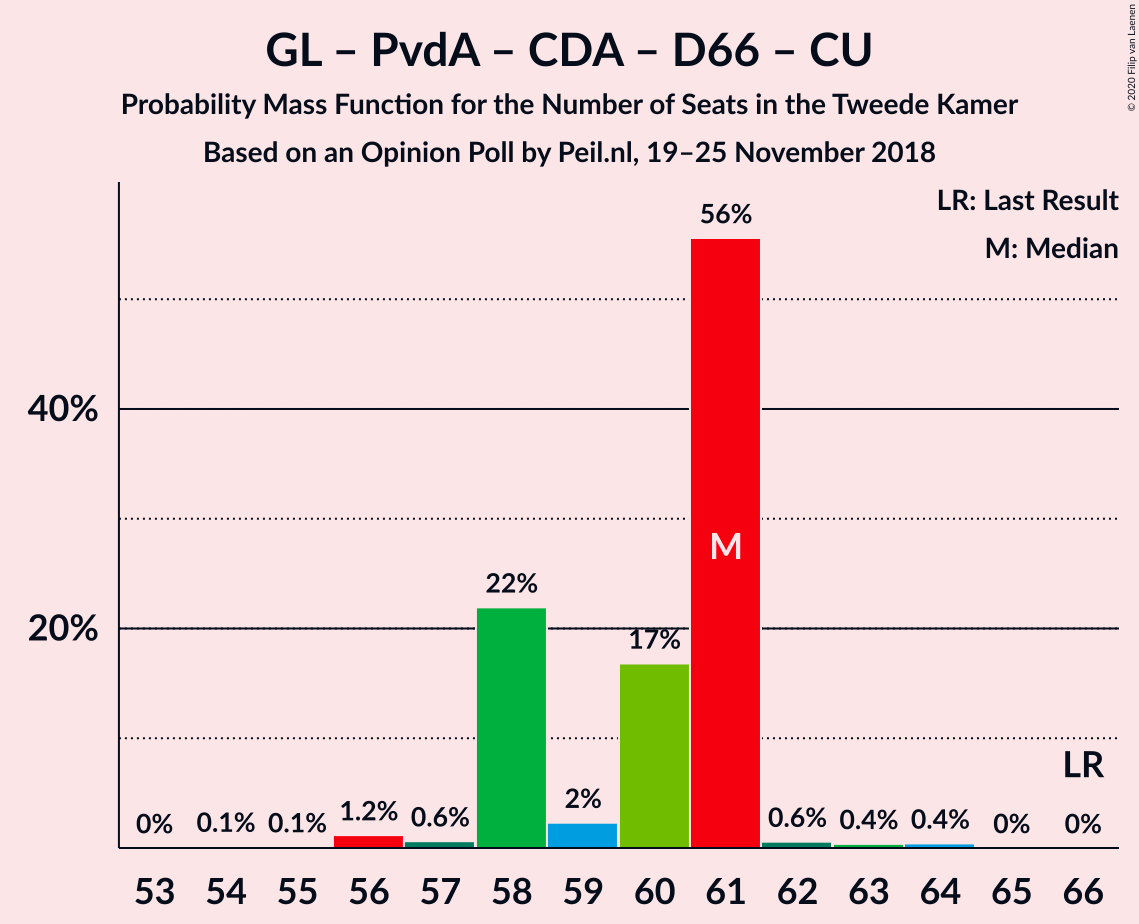 GL – PvdA – CDA – D66 – CU
Probability Mass Function for the Number of Seats in the Tweede Kamer
Based on an Opinion Poll by Peil.nl, 19–25 November 2018
© 2020 Filip van Laenen
LR: Last Result
M: Median
56%
40%
M
22%
20%
17%
LR
0% 0.1% 0.1% 1.2% 0.6% 2% 0.6% 0.4% 0.4% 0% 0%
53 54 55 56 57 58 59 60 61 62 63 64 65 66